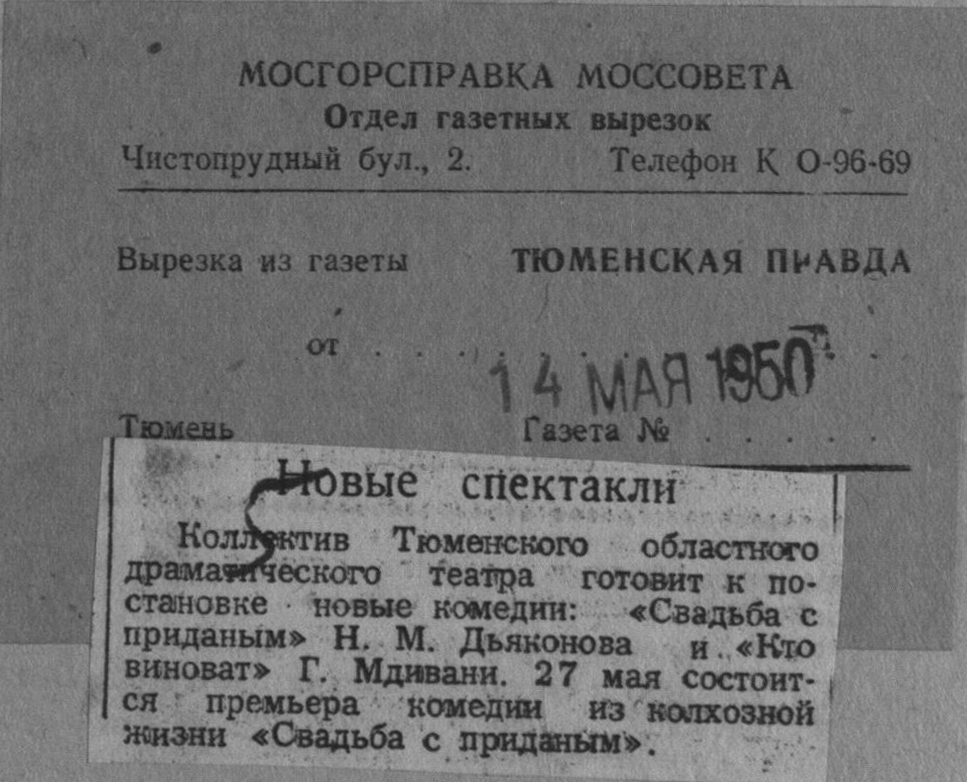 МОСГОРСПРАВКА МОССОВЕТА
Отдел газетных вырезок
Чистопрудный бул., 2. Телефон К 0-96-69
Вырезка из газеты ТЮМЕНСКАЯ ПРАВДА
от . . . . . . . . . .
14 МАЯ 1950
Тюмень Газета № . . . . .
Новые спектакли
Коллектив Тюменского областного
драматического театра готовит к по-
становке новые комедии: «Свадьба с
приданым» Н. М. Дьяконова и «Кто
виноват» Г. Мдивани. 27 мая состоит-
ся премьера комедии из колхозной
жизни «Свадьба с приданым».